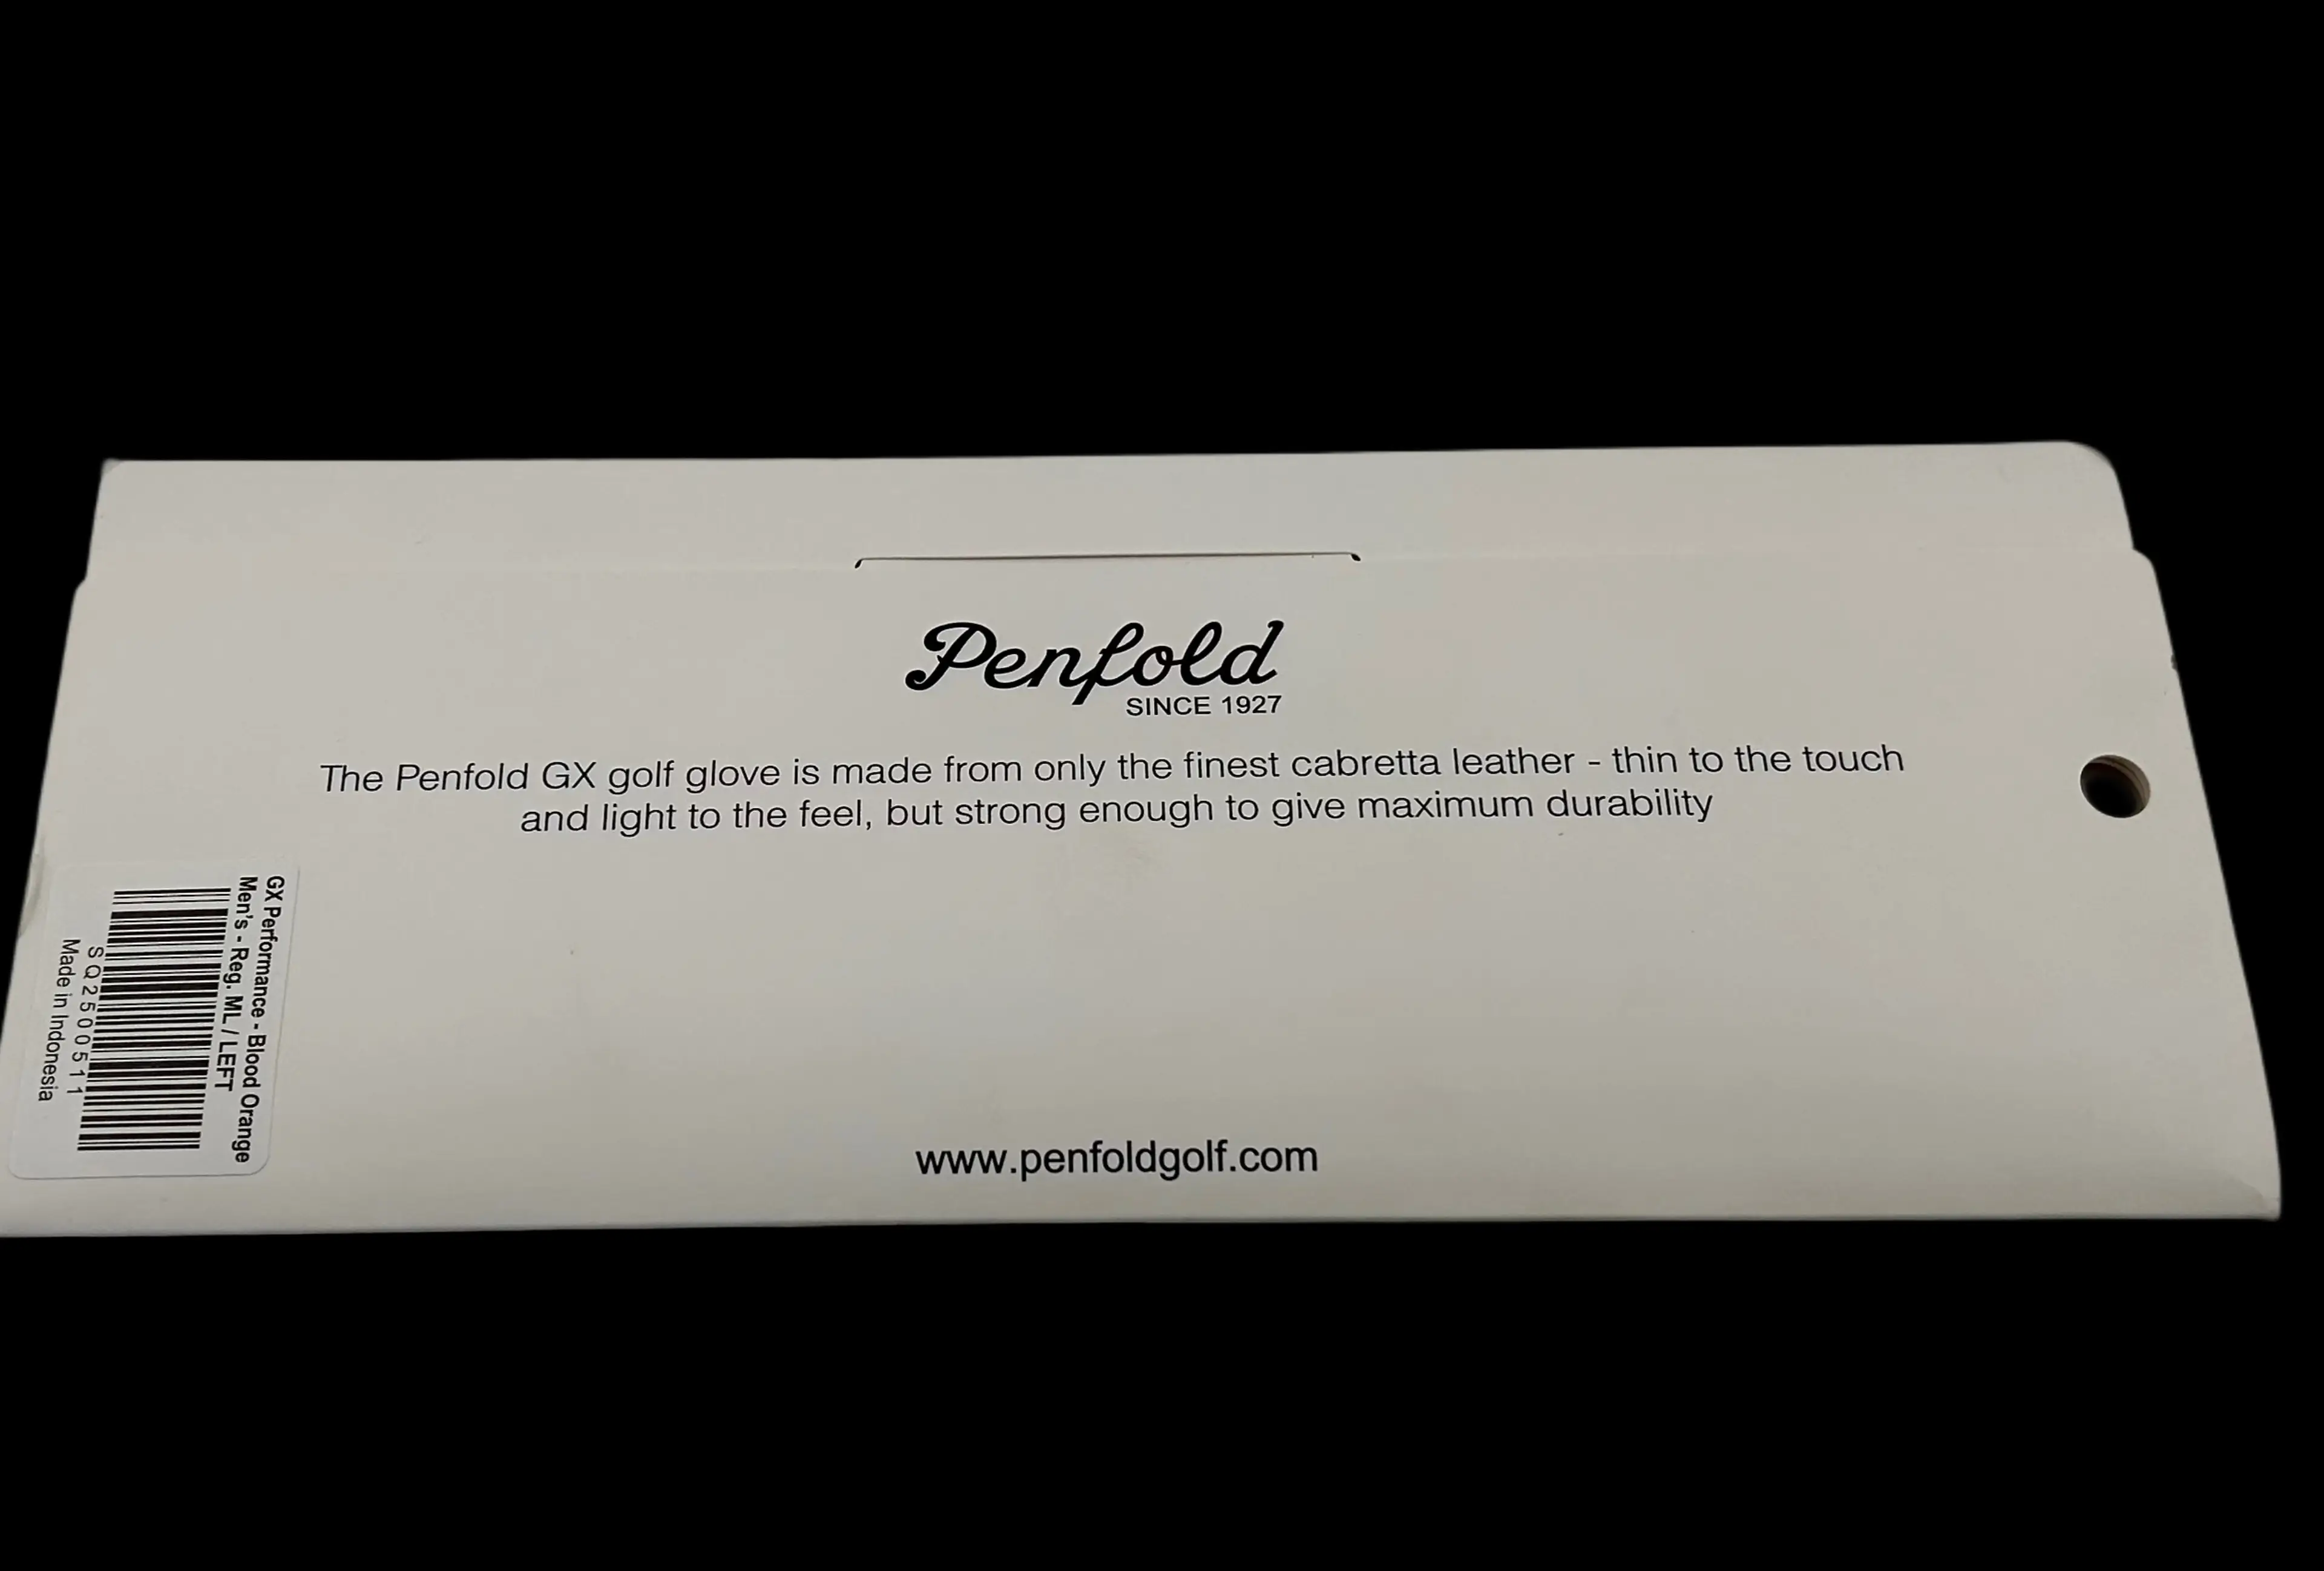 Penfold
SINCE 1927
The Penfold GX golf glove is made from only the finest cabretta leather - thin to the touch
and light to the feel, but strong enough to give maximum durability
GX Performance - Blood Orange
Men's - Reg. ML / LEFT
SQ2500511
Made in Indonesia
www.penfoldgolf.com